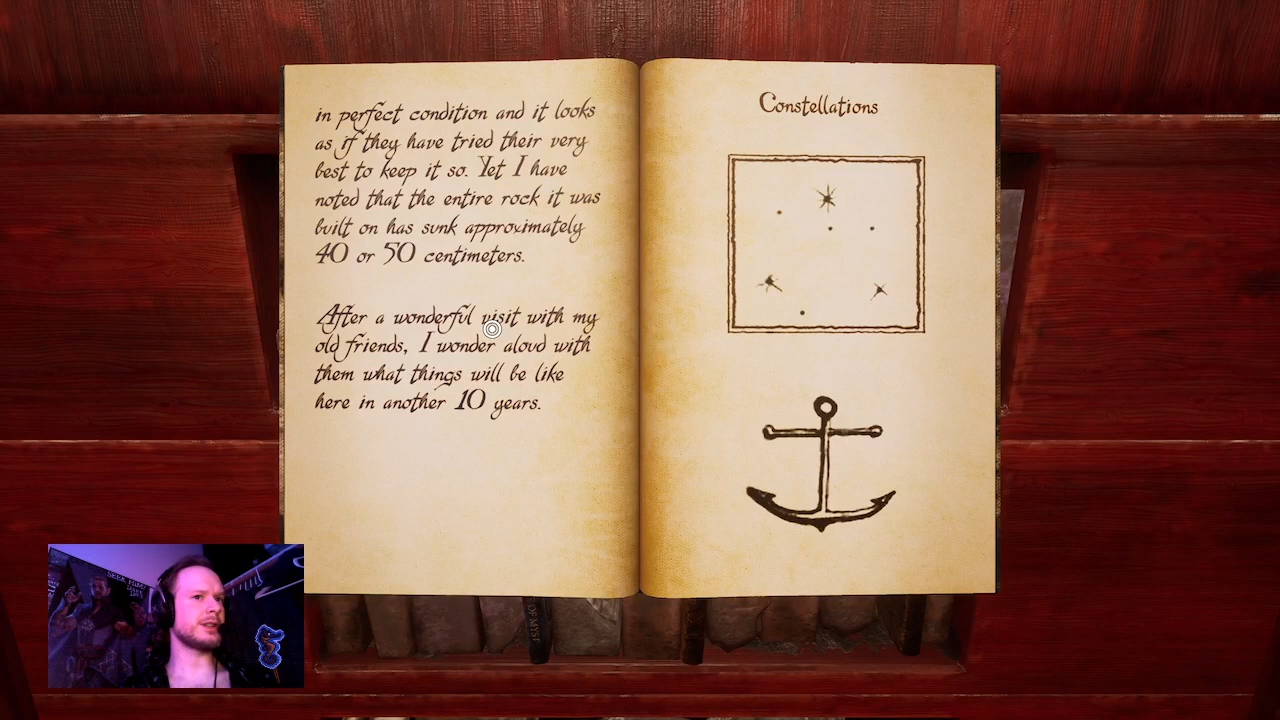 in perfect condition and it looks
as if they have tried their very
best to keep it so. Yet I have
noted that the entire rock it was
built on has sunk approximately
40 or 50 centimeters.
After a wonderful visit with my
old friends, I wonder aloud with
them what things will be like
here in another 10 years.
Constellations
OF MYST